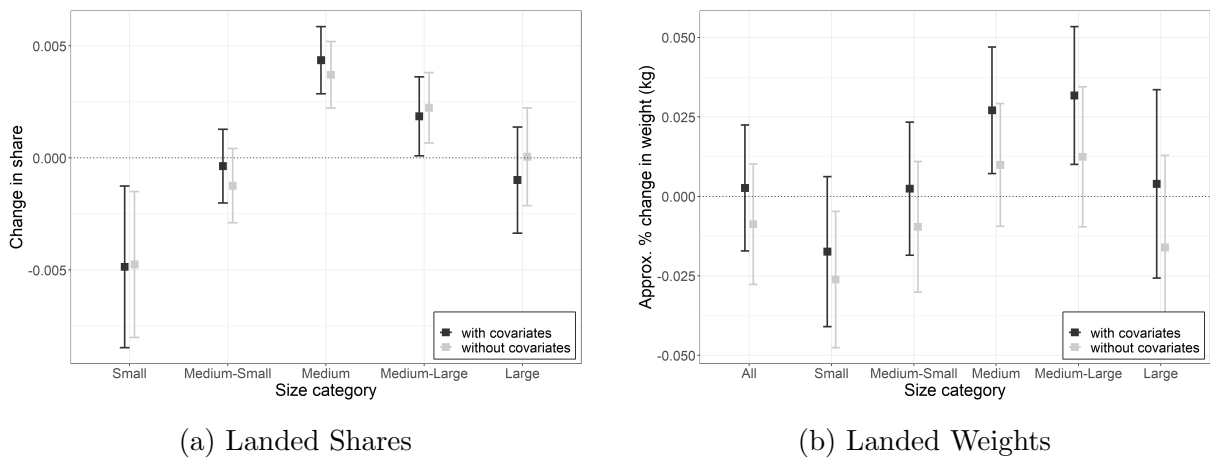 0.005
0.000
-0.005
Change in share
Small Medium-Small Medium Medium-Large Large
Size category
with covariates
without covariates
(a) Landed Shares
0.050
0.025
0.000
-0.025
-0.050
Approx. % change in weight (kg)
All Small Medium-Small Medium Medium-Large Large
Size category
with covariates
without covariates
(b) Landed Weights